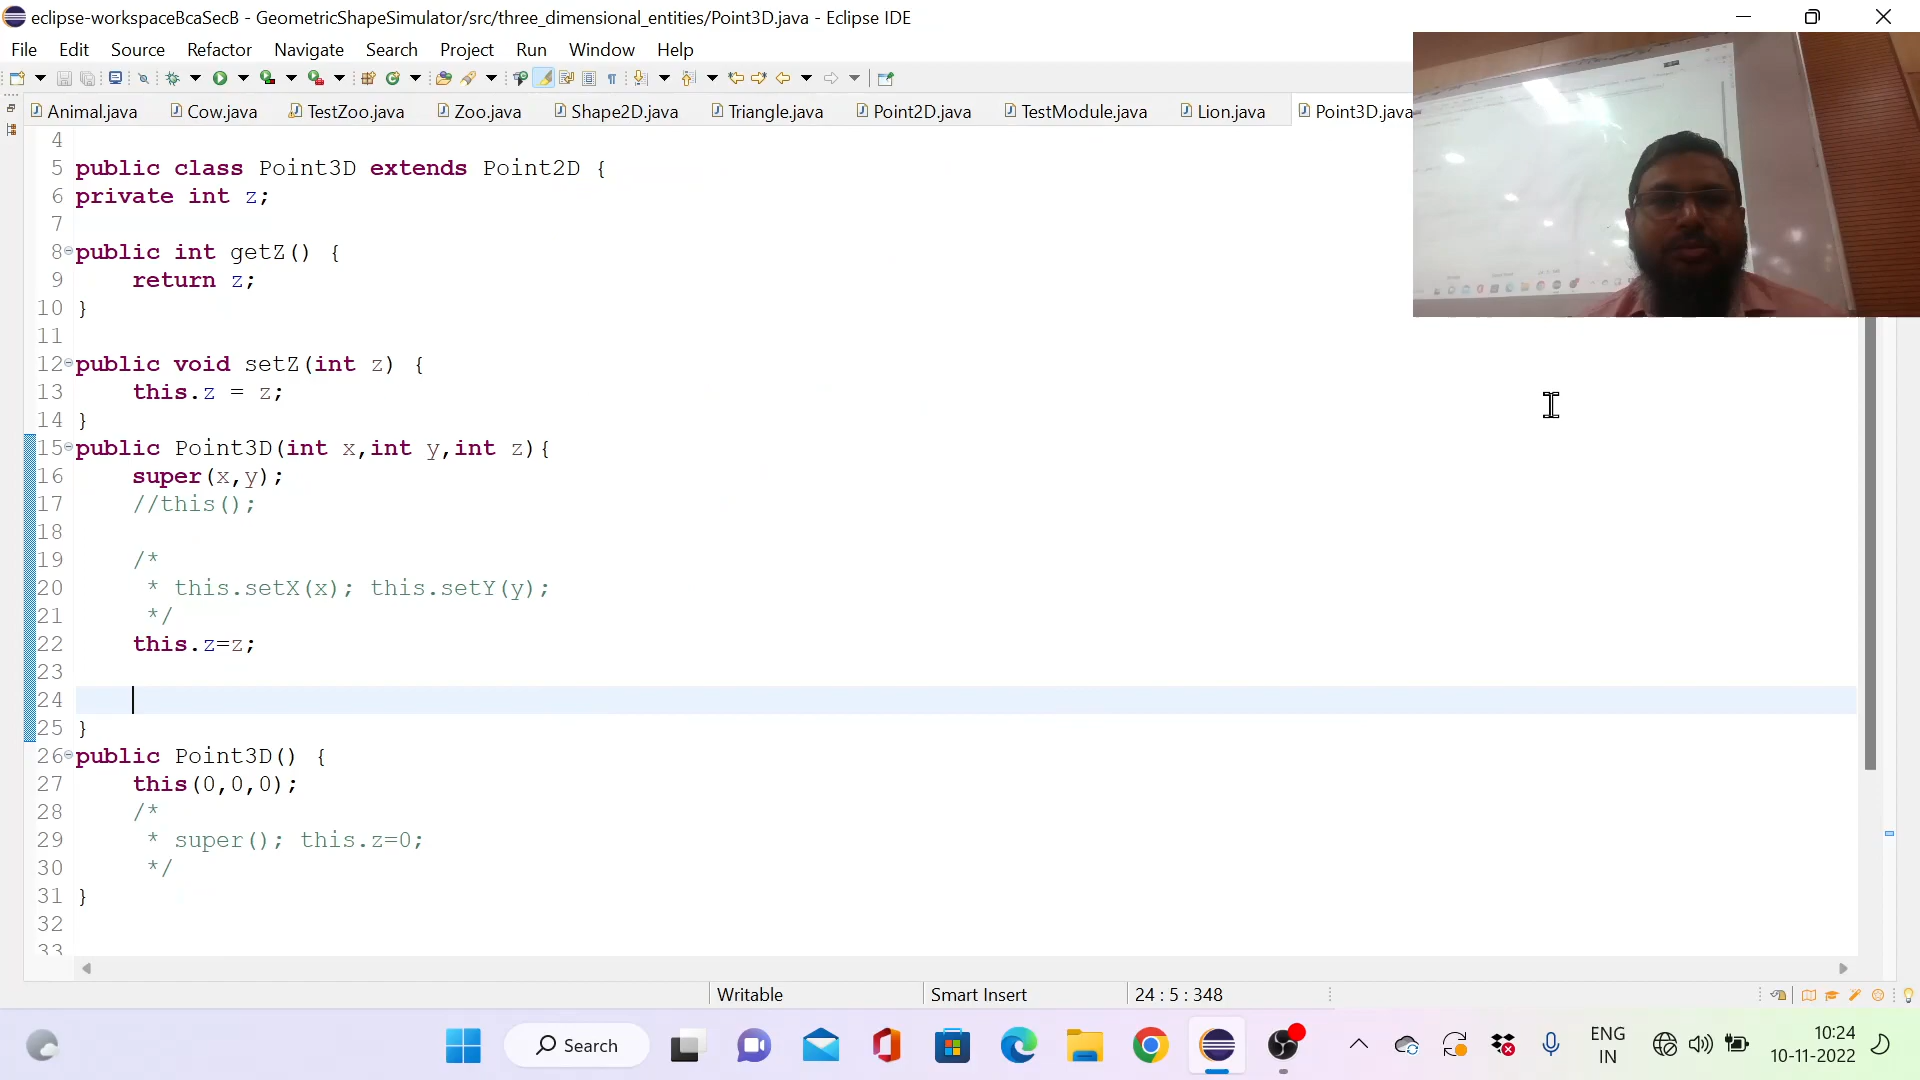 eclipse-workspaceBcaSecB - GeometricShapeSimulator/src/three_dimensional_entities/Point3D.java - Eclipse IDE
File Edit Source Refactor Navigate Search Project Run Window Help
Animal.java Cow.java TestZoo.java Zoo.java Shape2D.java Triangle.java Point2D.java TestModule.java Lion.java Point3D.java
4
5 public class Point3D extends Point2D {
6 private int z;
7
8 public int getZ() {
9 return z;
10 }
11
12 public void setZ(int z) {
13 this.z = z;
14 }
15 public Point3D(int x,int y,int z){
16 super(x,y);
17 //this();
18
19 /*
20 * this.setX(x); this.setY(y);
21 */
22 this.z=z;
23
24
25 }
26 public Point3D() {
27 this(0,0,0);
28 /*
29 * super(); this.z=0;
30 */
31 }
32
33
Writable Smart Insert 24 : 5 : 348
Search ENG IN 10:24 10-11-2022